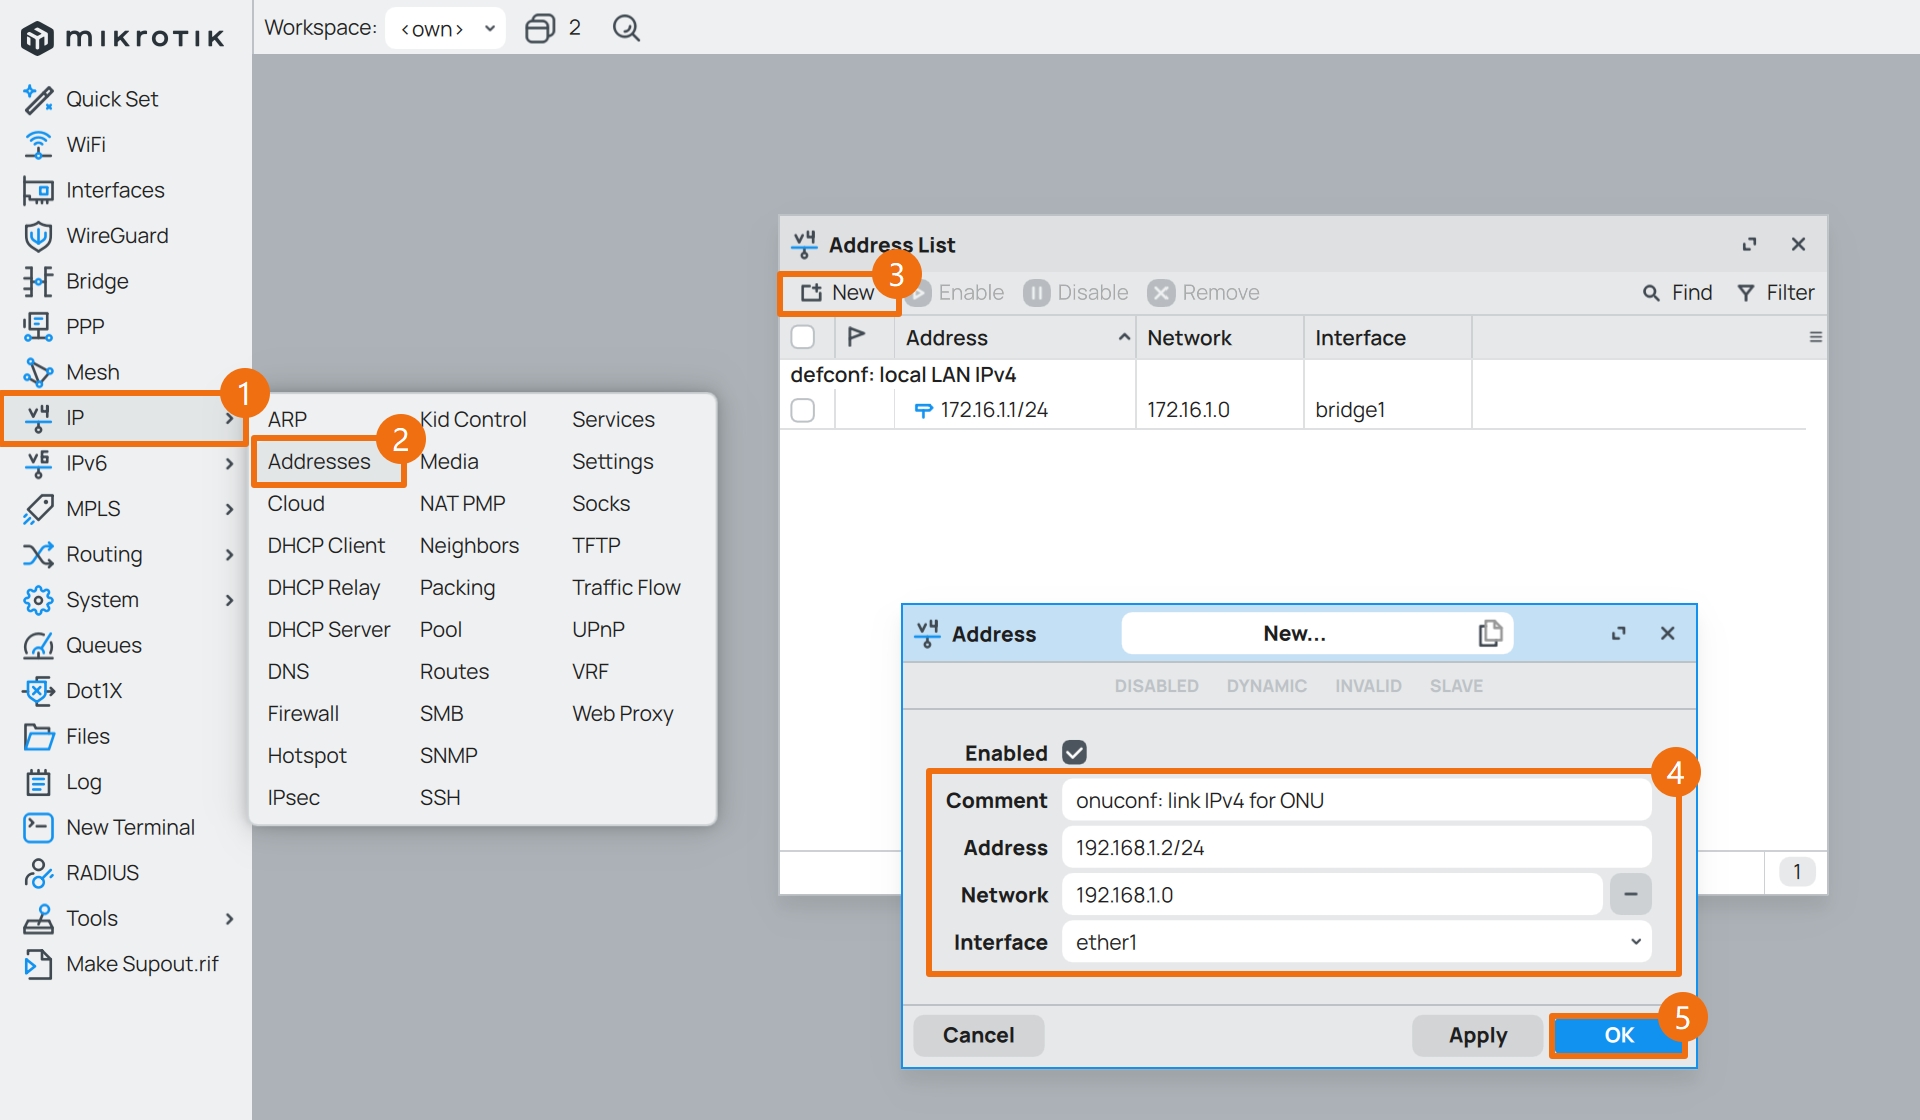 mikrotik
Workspace: <own> 2
Quick Set
WiFi
Interfaces
WireGuard
Bridge
PPP
Mesh
IP
1
IPv6
MPLS
Routing
System
Queues
Dot1X
Files
Log
New Terminal
RADIUS
Tools
Make Supout.rif
ARP
Addresses
2
Cloud
DHCP Client
DHCP Relay
DHCP Server
DNS
Firewall
Hotspot
IPsec
Kid Control
Media
NAT PMP
Neighbors
Packing
Pool
Routes
SMB
SNMP
SSH
Services
Settings
Socks
TFTP
Traffic Flow
UPnP
VRF
Web Proxy
v4 Address List
New 3 Enable Disable Remove Find Filter
Address Network Interface
defconf: local LAN IPv4
172.16.1.1/24 172.16.1.0 bridge1
1
v4 Address New...
DISABLED DYNAMIC INVALID SLAVE
Enabled
4
Comment onuconf: link IPv4 for ONU
Address 192.168.1.2/24
Network 192.168.1.0
Interface ether1
Cancel Apply OK 5